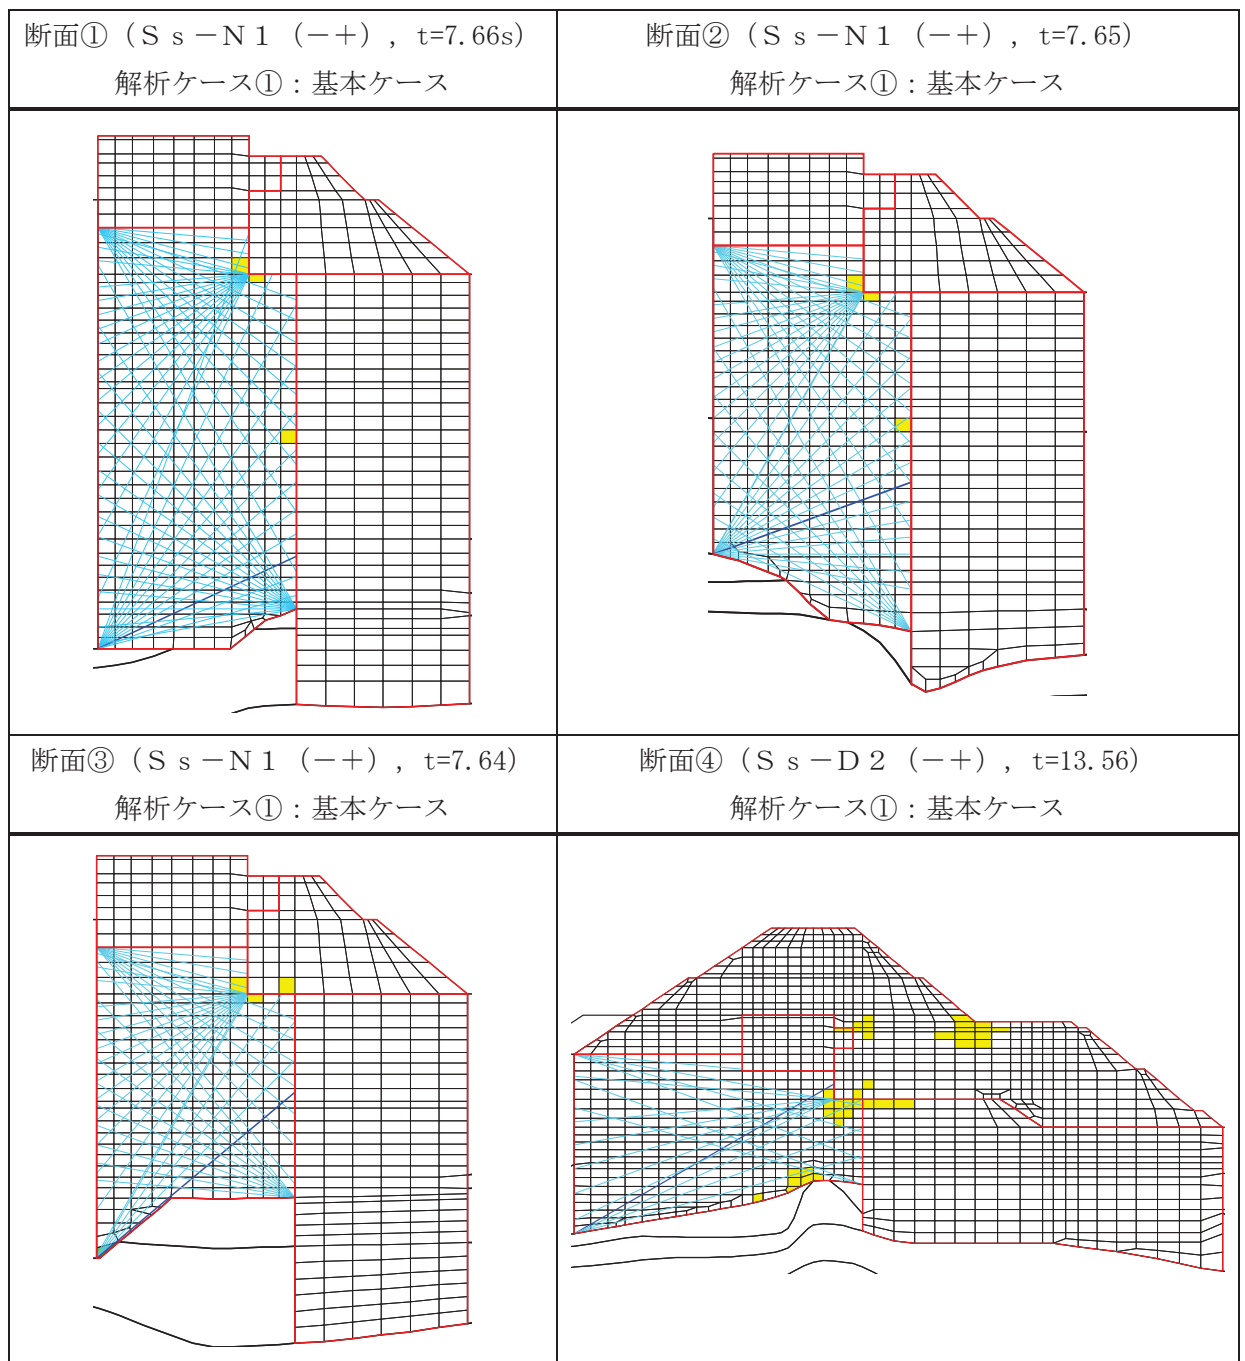 断面①（Ｓｓ－Ｎ１（－＋）, t=7.66s）
解析ケース①：基本ケース
断面②（Ｓｓ－Ｎ１（－＋）, t=7.65）
解析ケース①：基本ケース
断面③（Ｓｓ－Ｎ１（－＋）, t=7.64）
解析ケース①：基本ケース
断面④（Ｓｓ－Ｄ２（－＋）, t=13.56）
解析ケース①：基本ケース